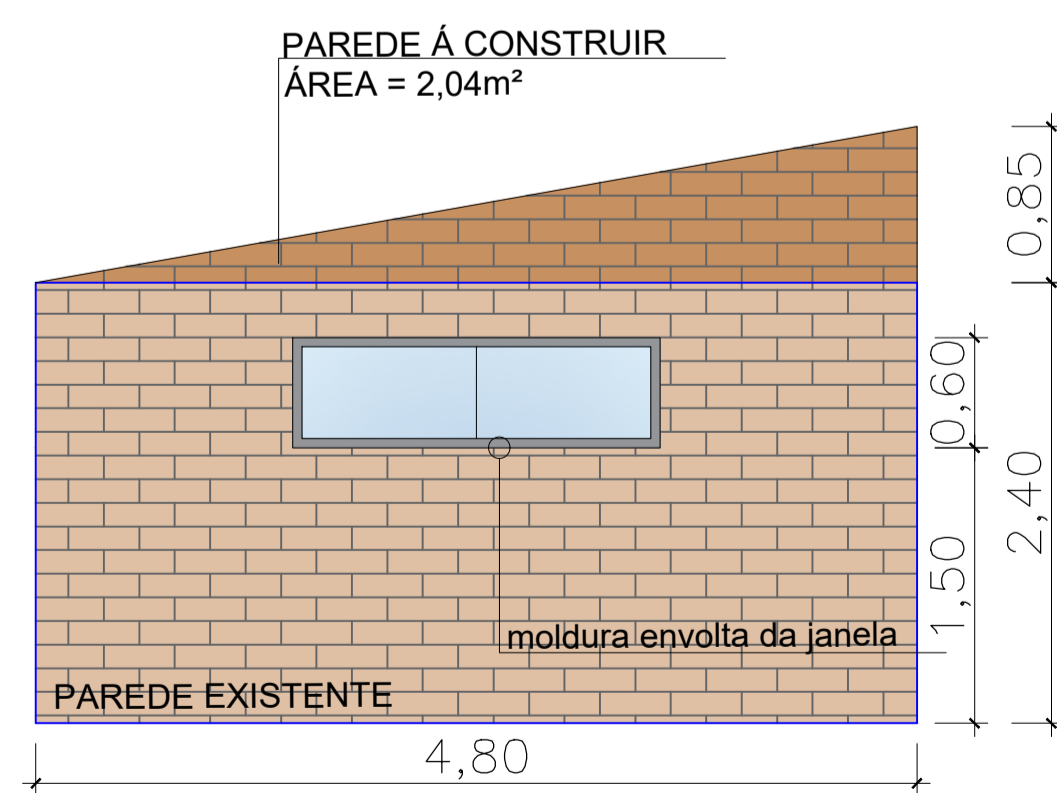 PAREDE Á CONSTRUIR
ÁREA = 2,04m²
0,85
0,60
2,40
1,50
moldura envolta da janela
PAREDE EXISTENTE
4,80